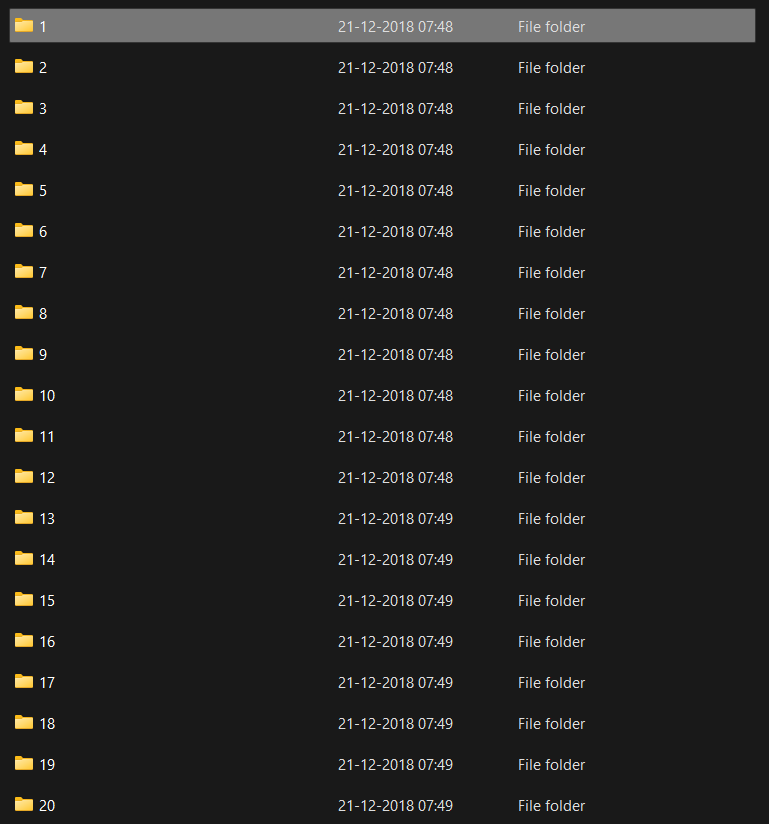 1 21-12-2018 07:48 File folder
2 21-12-2018 07:48 File folder
3 21-12-2018 07:48 File folder
4 21-12-2018 07:48 File folder
5 21-12-2018 07:48 File folder
6 21-12-2018 07:48 File folder
7 21-12-2018 07:48 File folder
8 21-12-2018 07:48 File folder
9 21-12-2018 07:48 File folder
10 21-12-2018 07:48 File folder
11 21-12-2018 07:48 File folder
12 21-12-2018 07:48 File folder
13 21-12-2018 07:49 File folder
14 21-12-2018 07:49 File folder
15 21-12-2018 07:49 File folder
16 21-12-2018 07:49 File folder
17 21-12-2018 07:49 File folder
18 21-12-2018 07:49 File folder
19 21-12-2018 07:49 File folder
20 21-12-2018 07:49 File folder